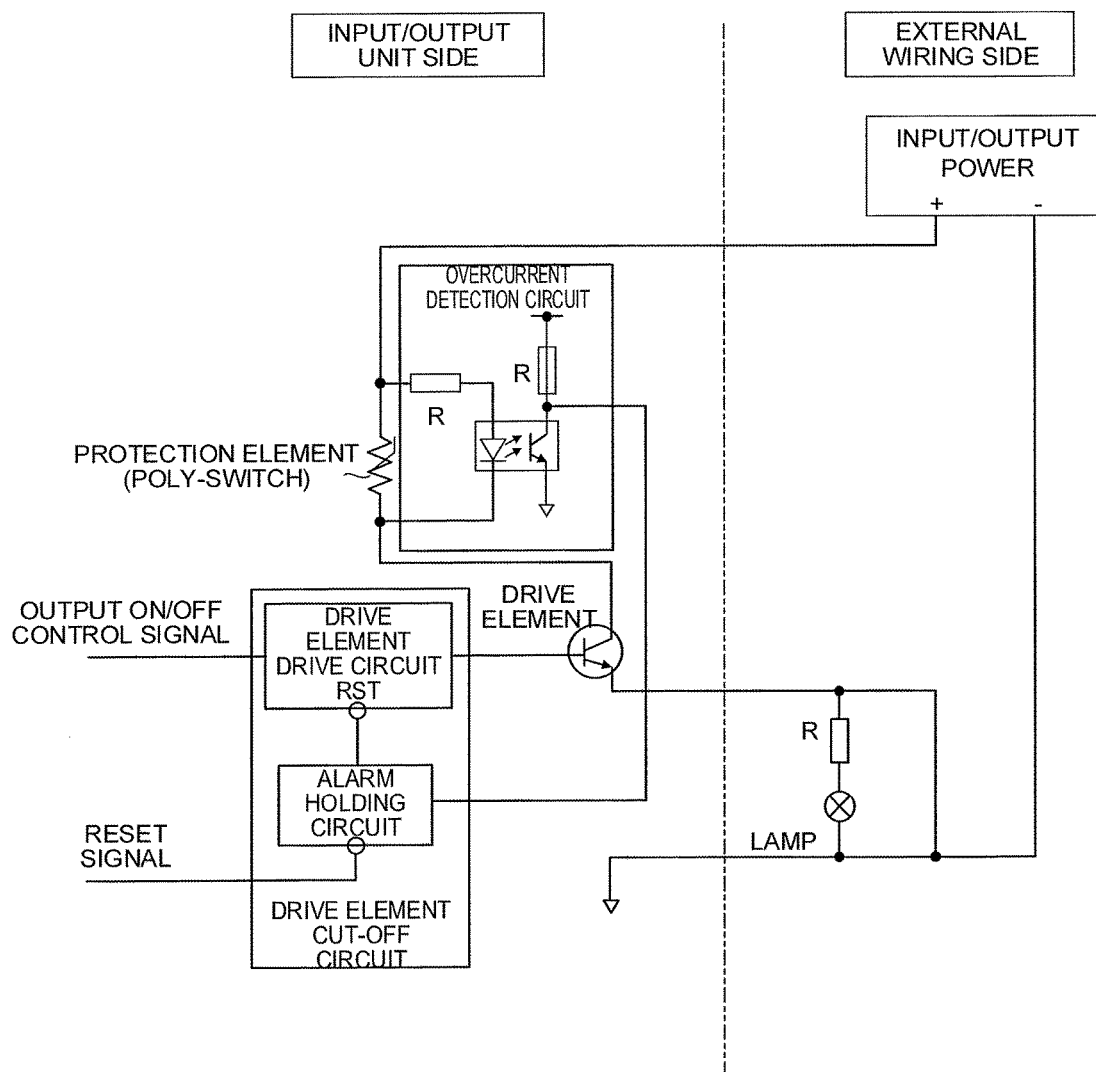 INPUT/OUTPUT
UNIT SIDE
EXTERNAL
WIRING SIDE
INPUT/OUTPUT
POWER
+
-
OVERCURRENT
DETECTION CIRCUIT
R
R
PROTECTION ELEMENT
(POLY-SWITCH)
OUTPUT ON/OFF
CONTROL SIGNAL
DRIVE
ELEMENT
DRIVE CIRCUIT
RST
DRIVE
ELEMENT
R
ALARM
HOLDING
CIRCUIT
RESET
SIGNAL
LAMP
DRIVE ELEMENT
CUT-OFF
CIRCUIT